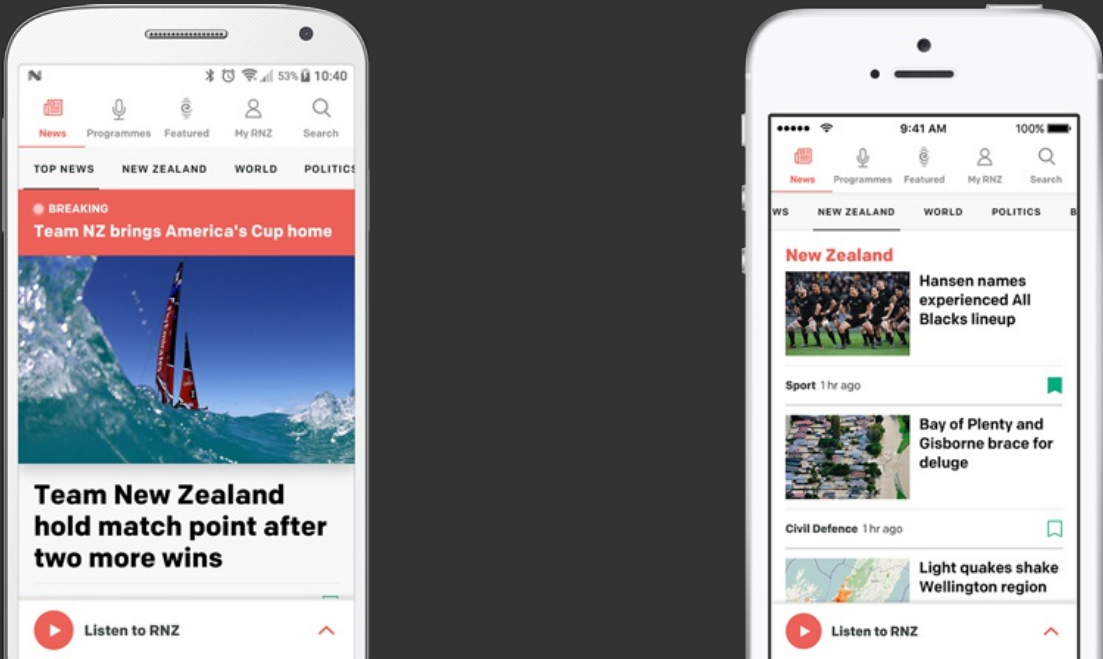 53% 10:40
News Programmes Featured My RNZ Search
TOP NEWS NEW ZEALAND WORLD POLITICS
BREAKING
Team NZ brings America's Cup home
Team New Zealand
hold match point after
two more wins
Listen to RNZ
9:41 AM 100%
News Programmes Featured My RNZ Search
WS NEW ZEALAND WORLD POLITICS B
New Zealand
Hansen names
experienced All
Blacks lineup
Sport 1 hr ago
Bay of Plenty and
Gisborne brace for
deluge
Civil Defence 1 hr ago
Light quakes shake
Wellington region
Listen to RNZ